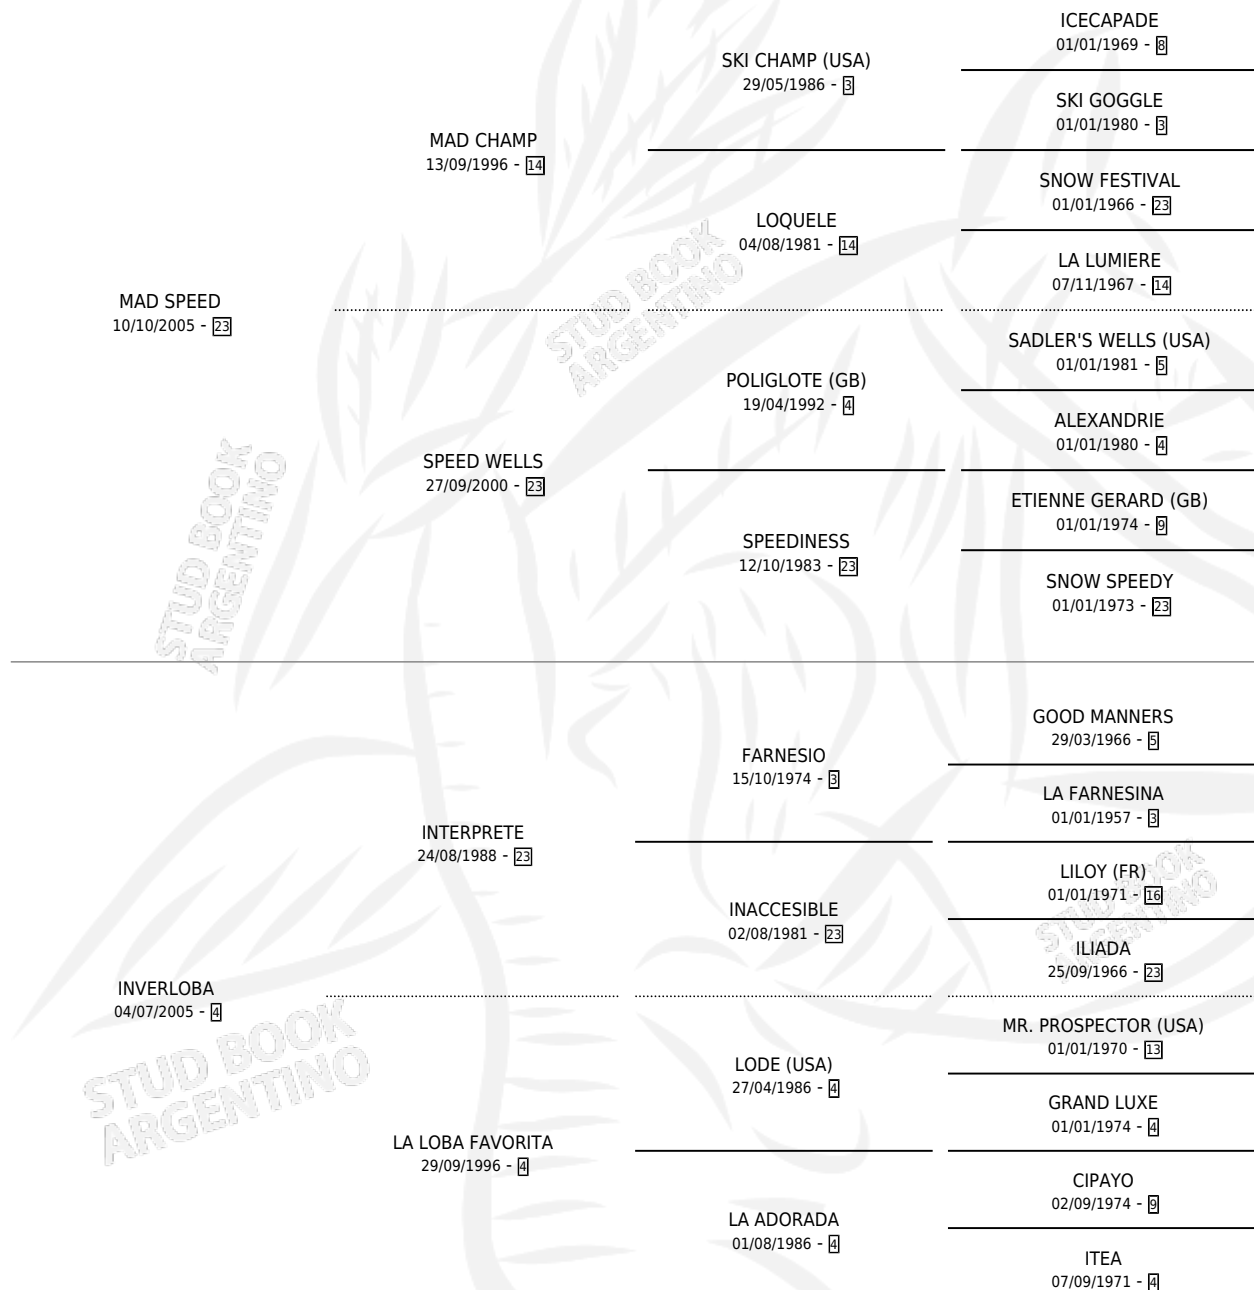 ICECAPADE
01/01/1969 - 8
SKI CHAMP (USA)
29/05/1986 - 3
SKI GOGGLE
01/01/1980 - 3
MAD CHAMP
13/09/1996 - 14
SNOW FESTIVAL
01/01/1966 - 23
LOQUELE
04/08/1981 - 14
LA LUMIERE
07/11/1967 - 14
MAD SPEED
10/10/2005 - 23
SADLER'S WELLS (USA)
01/01/1981 - 5
POLIGLOTE (GB)
19/04/1992 - 4
ALEXANDRIE
01/01/1980 - 4
SPEED WELLS
27/09/2000 - 23
ETIENNE GERARD (GB)
01/01/1974 - 9
SPEEDINESS
12/10/1983 - 23
SNOW SPEEDY
01/01/1973 - 23
GOOD MANNERS
29/03/1966 - 5
FARNESIO
15/10/1974 - 3
LA FARNESINA
01/01/1957 - 3
INTERPRETE
24/08/1988 - 23
LILOY (FR)
01/01/1971 - 16
INACCESIBLE
02/08/1981 - 23
ILIADA
25/09/1966 - 23
INVERLOBA
04/07/2005 - 4
MR. PROSPECTOR (USA)
01/01/1970 - 13
LODE (USA)
27/04/1986 - 4
GRAND LUXE
01/01/1974 - 4
LA LOBA FAVORITA
29/09/1996 - 4
CIPAYO
02/09/1974 - 9
LA ADORADA
01/08/1986 - 4
ITEA
07/09/1971 - 4
STUD BOOK
ARGENTINO
STUD BOOK
ARGENTINO
STUD BOOK
ARGENTINO
STUD BOOK
ARGENTINO